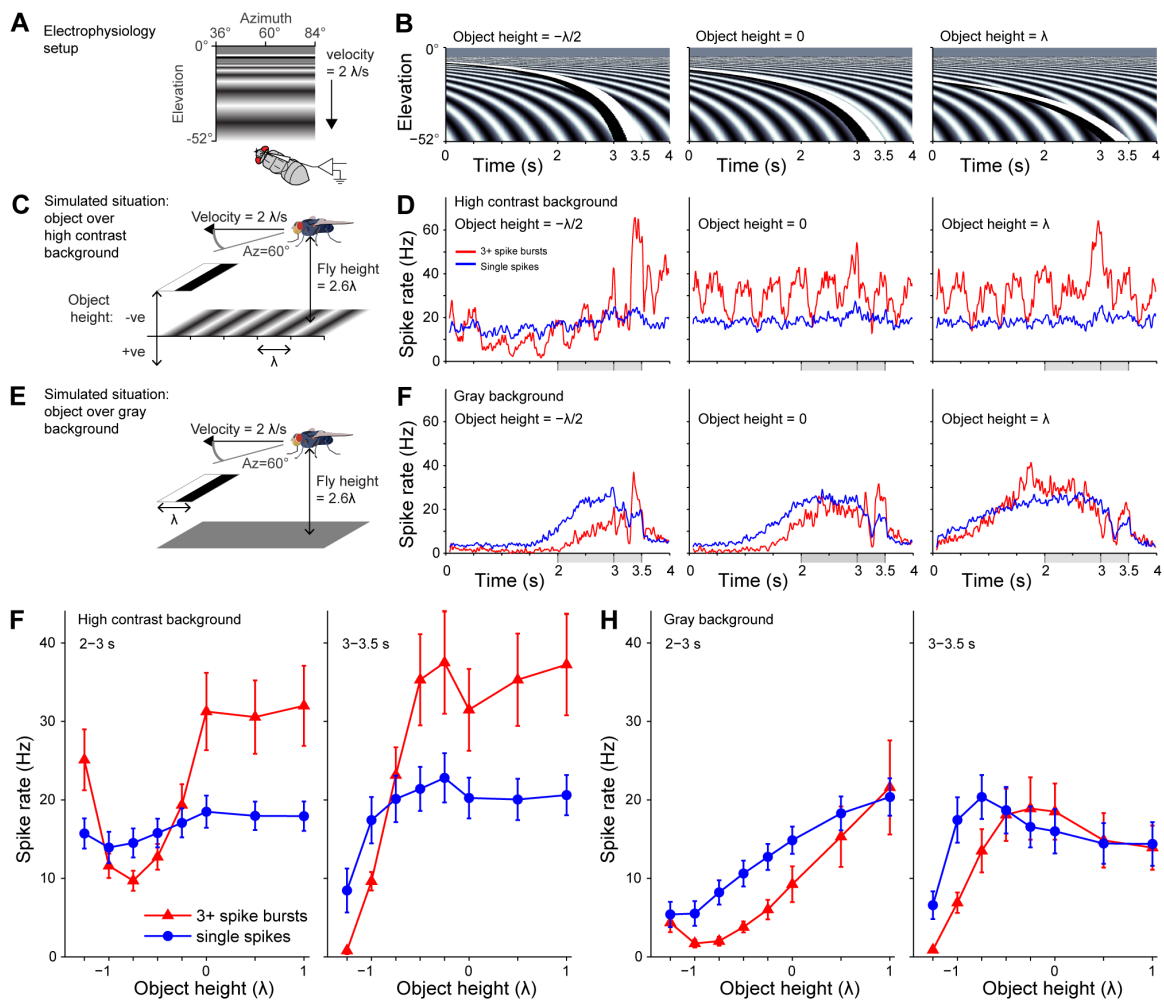 A
Electrophysiology
setup
Azimuth
36° 60° 84°
0°
Elevation
-52°
velocity
= 2 λ/s
B
Object height = −λ/2
Object height = 0
Object height = λ
0°
Elevation
-52°
0 1 2 3 3.5 4
0 1 2 3 3.5 4
0 1 2 3 3.5 4
Time (s)
Time (s)
Time (s)
C
Simulated situation:
object over
high contrast
background
Velocity = 2 λ/s
Az=60°
Fly height
= 2.6λ
Object
height:
-ve
+ve
λ
D
High contrast background
Object height = −λ/2
Object height = 0
Object height = λ
3+ spike bursts
Single spikes
Spike rate (Hz)
60
40
20
0
E
Simulated situation:
object over gray
background
Velocity = 2 λ/s
Az=60°
Fly height
= 2.6λ
λ
F
Gray background
Object height = −λ/2
Object height = 0
Object height = λ
Spike rate (Hz)
60
40
20
0
0 2 3 3.5 4
0 2 3 3.5 4
0 2 3 3.5 4
Time (s)
Time (s)
Time (s)
F
High contrast background
2−3 s
3−3.5 s
Spike rate (Hz)
40
30
20
10
0
3+ spike bursts
single spikes
−1 0 1
−1 0 1
Object height (λ)
Object height (λ)
H
Gray background
2−3 s
3−3.5 s
Spike rate (Hz)
40
30
20
10
0
−1 0 1
−1 0 1
Object height (λ)
Object height (λ)